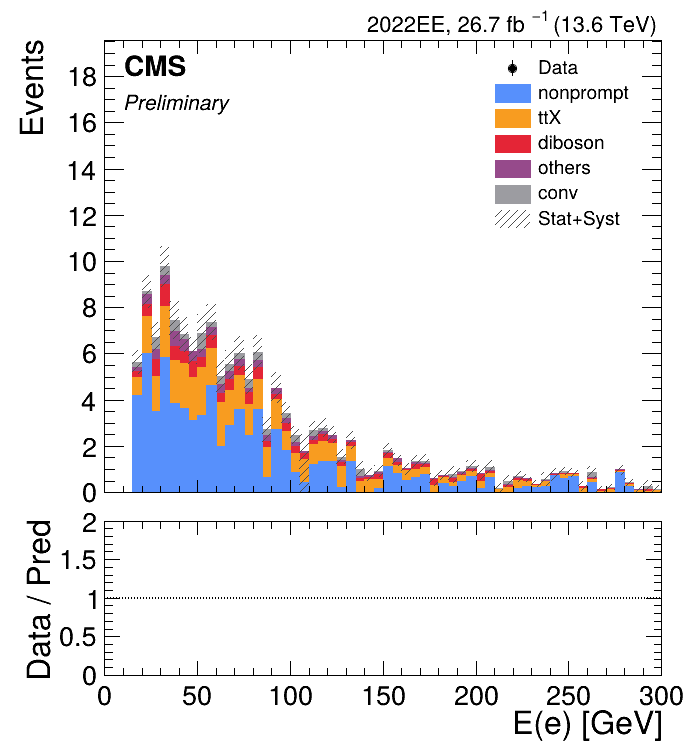 2022EE, 26.7 fb⁻¹ (13.6 TeV)
CMS
Preliminary
Events
18
16
14
12
10
8
6
4
2
0
Data
nonprompt
ttX
diboson
others
conv
Stat+Syst
Data / Pred
2
1.5
1
0.5
0
0 50 100 150 200 250 300
E(e) [GeV]